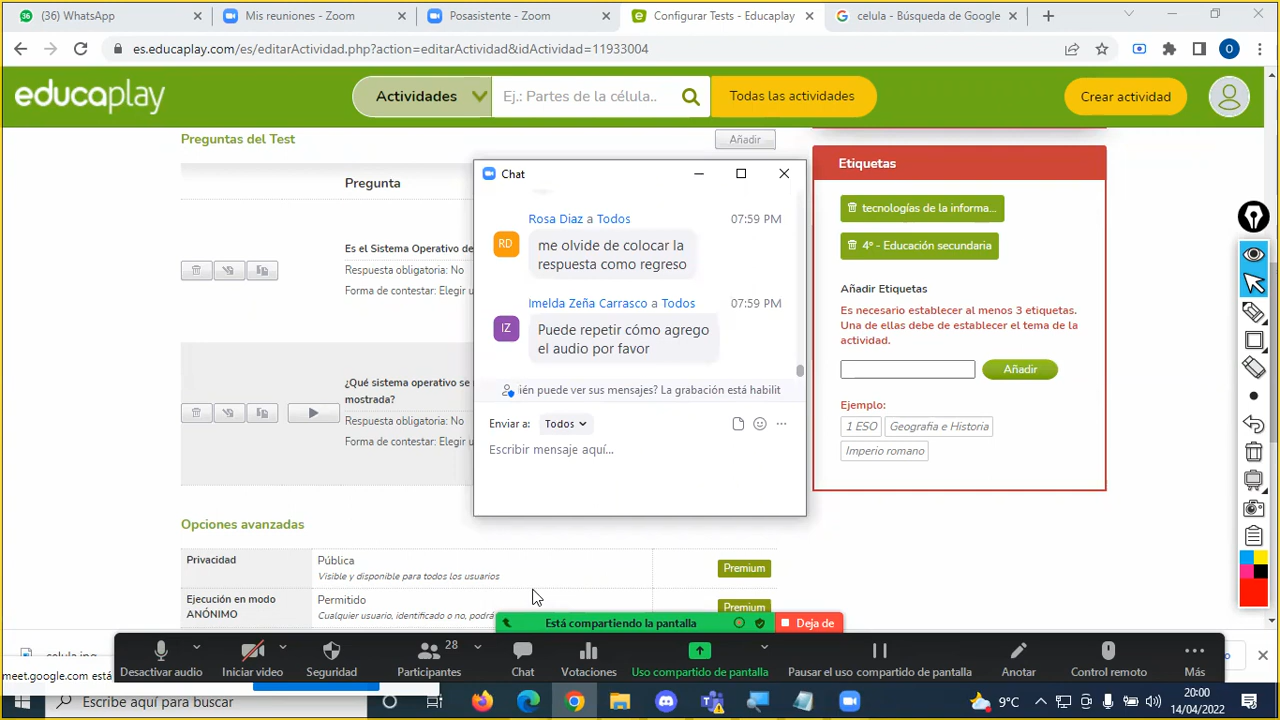 (36) WhatsApp
Mis reuniones - Zoom
Posasistente - Zoom
Configurar Tests - Educaplay
celula - Búsqueda de Google
es.educaplay.com/es/editarActividad.php?action=editarActividad&idActividad=11933004
O
educaplay
Actividades
Ej.: Partes de la célula..
Todas las actividades
Crear actividad
Preguntas del Test
Añadir
Pregunta
Es el Sistema Operativo de
Respuesta obligatoria: No
Forma de contestar: Elegir u
¿Qué sistema operativo se
mostrada?
Respuesta obligatoria: No
Forma de contestar: Elegir u
Chat
Rosa Diaz a Todos
07:59 PM
RD
me olvide de colocar la
respuesta como regreso
Imelda Zeña Carrasco a Todos
07:59 PM
IZ
Puede repetir cómo agrego
el audio por favor
ién puede ver sus mensajes? La grabación está habilit
Enviar a:
Todos
Escribir mensaje aquí...
Etiquetas
tecnologías de la informa...
4º - Educación secundaria
Añadir Etiquetas
Es necesario establecer al menos 3 etiquetas.
Una de ellas debe de establecer el tema de la
actividad.
Añadir
Ejemplo:
1 ESO
Geografia e Historia
Imperio romano
Opciones avanzadas
Privacidad
Pública
Visible y disponible para todos los usuarios
Premium
Ejecución en modo
ANÓNIMO
Permitido
Cualquier usuario, identificado o no, podrá
Premium
Está compartiendo la pantalla
Deja de
celula.jpg
meet.google.com está
Desactivar audio
Iniciar video
Seguridad
28
Participantes
Chat
Votaciones
Uso compartido de pantalla
Pausar el uso compartido de pantalla
Anotar
Control remoto
Más
Escribe aquí para buscar
9°C
20:00
14/04/2022